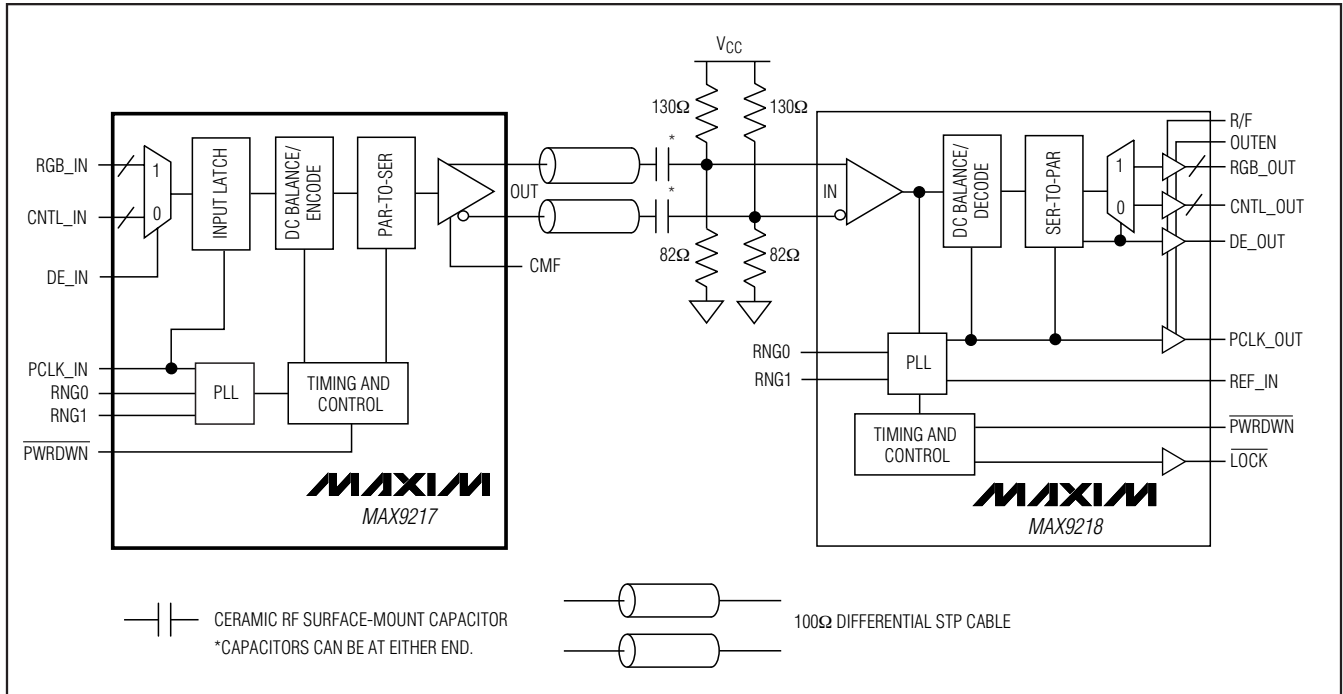 VCC
130Ω 130Ω
* *
82Ω 82Ω
RGB_IN
CNTL_IN
DE_IN
PCLK_IN
RNG0
RNG1
PWRDWN
1
0
INPUT LATCH
DC BALANCE/
ENCODE
PAR-TO-SER
PLL
TIMING AND
CONTROL
OUT
CMF
MAXIM
MAX9217
IN
DC BALANCE/
DECODE
SER-TO-PAR
1
0
RNG0
RNG1
PLL
TIMING AND
CONTROL
R/F
OUTEN
RGB_OUT
CNTL_OUT
DE_OUT
PCLK_OUT
REF_IN
PWRDWN
LOCK
MAXIM
MAX9218
CERAMIC RF SURFACE-MOUNT CAPACITOR
*CAPACITORS CAN BE AT EITHER END.
100Ω DIFFERENTIAL STP CABLE